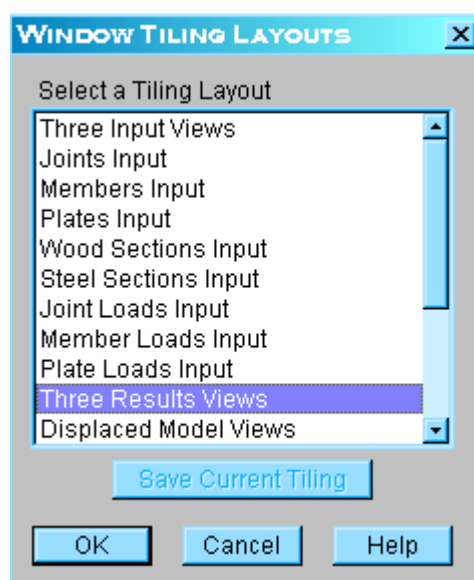 Window Tiling Layouts
Select a Tiling Layout
Three Input Views
Joints Input
Members Input
Plates Input
Wood Sections Input
Steel Sections Input
Joint Loads Input
Member Loads Input
Plate Loads Input
Three Results Views
Displaced Model Views
Save Current Tiling
OK Cancel Help